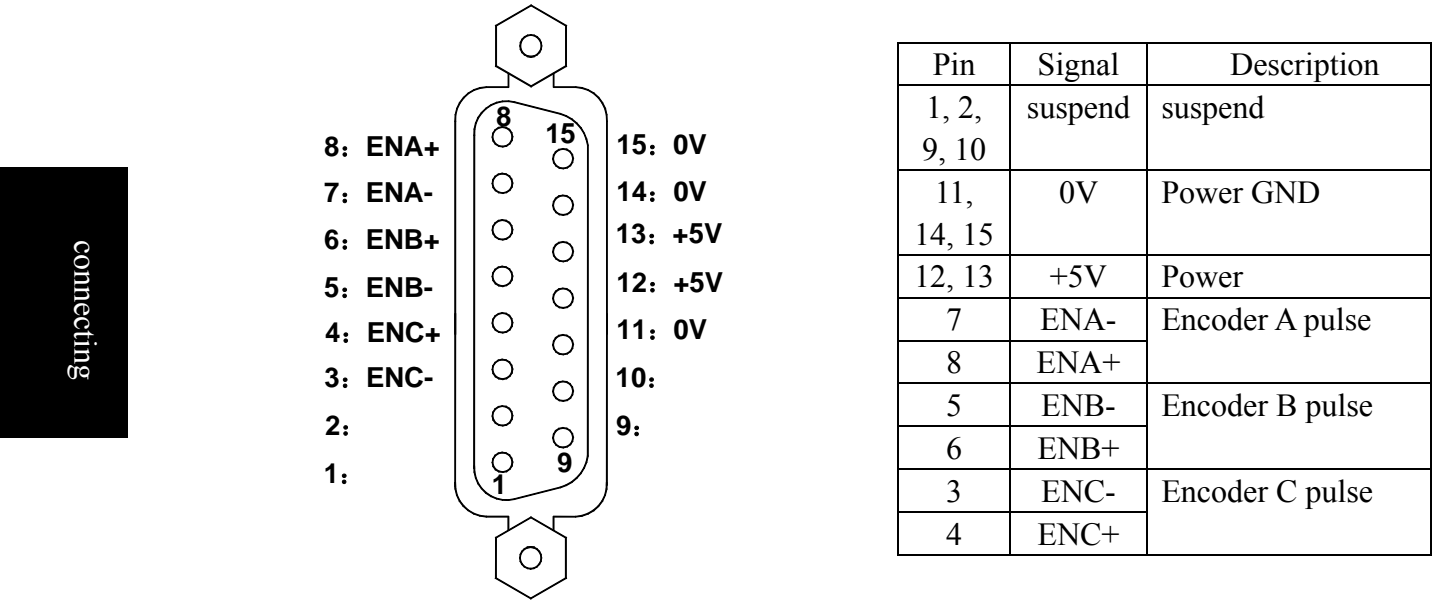 connecting
8
15
9
1
8：ENA+
7：ENA-
6：ENB+
5：ENB-
4：ENC+
3：ENC-
2：
1：
15：0V
14：0V
13：+5V
12：+5V
11：0V
10：
9：
Pin Signal Description
1, 2, suspend suspend
9, 10
11, 0V Power GND
14, 15
12, 13 +5V Power
7 ENA- Encoder A pulse
8 ENA+
5 ENB- Encoder B pulse
6 ENB+
3 ENC- Encoder C pulse
4 ENC+